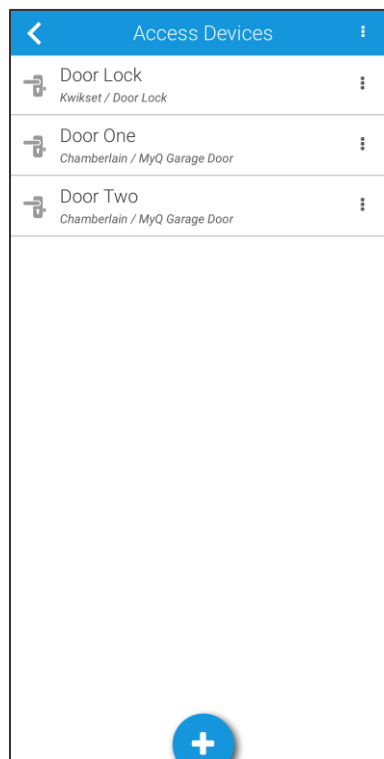 Access Devices
Door Lock
Kwikset / Door Lock
Door One
Chamberlain / MyQ Garage Door
Door Two
Chamberlain / MyQ Garage Door